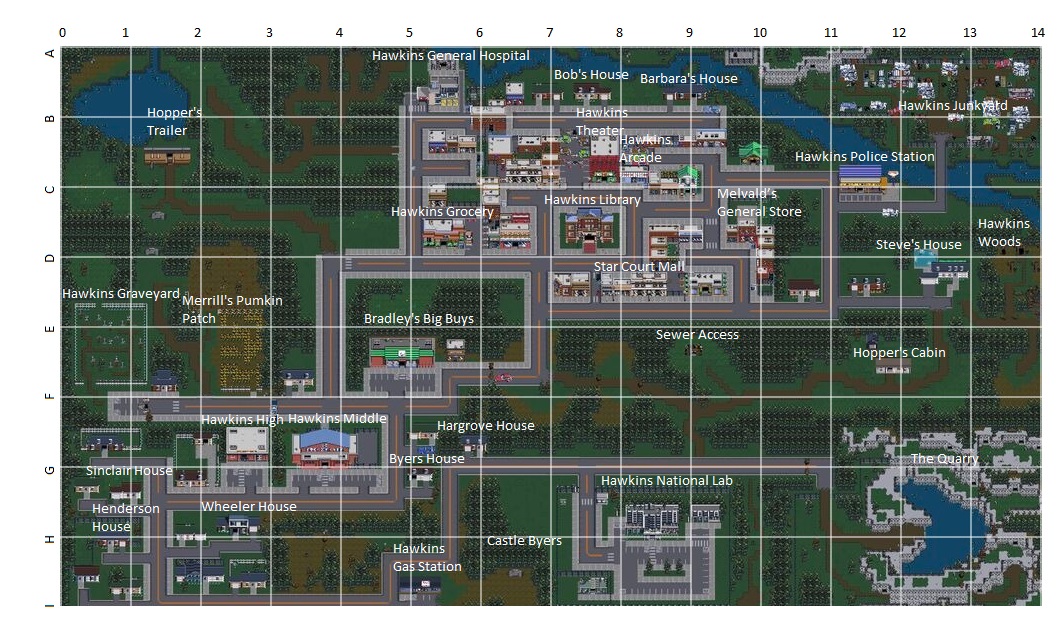 0 1 2 3 4 5 6 7 8 9 10 11 12 13 14
A
Hawkins General Hospital
Bob's House
Barbara's House
Hawkins Junkyard
B
Hopper's
Trailer
Hawkins
Theater
Hawkins
Arcade
Hawkins Police Station
C
Hawkins Grocery
Hawkins Library
Melvald's
General Store
Hawkins
Woods
Steve's House
D
Star Court Mall
Hawkins Graveyard
Merrill's Pumkin
Patch
E
Bradley's Big Buys
Sewer Access
Hopper's Cabin
F
Hawkins High
Hawkins Middle
Hargrove House
Byers House
The Quarry
G
Sinclair House
Hawkins National Lab
Henderson
House
Wheeler House
H
Castle Byers
Hawkins
Gas Station
I